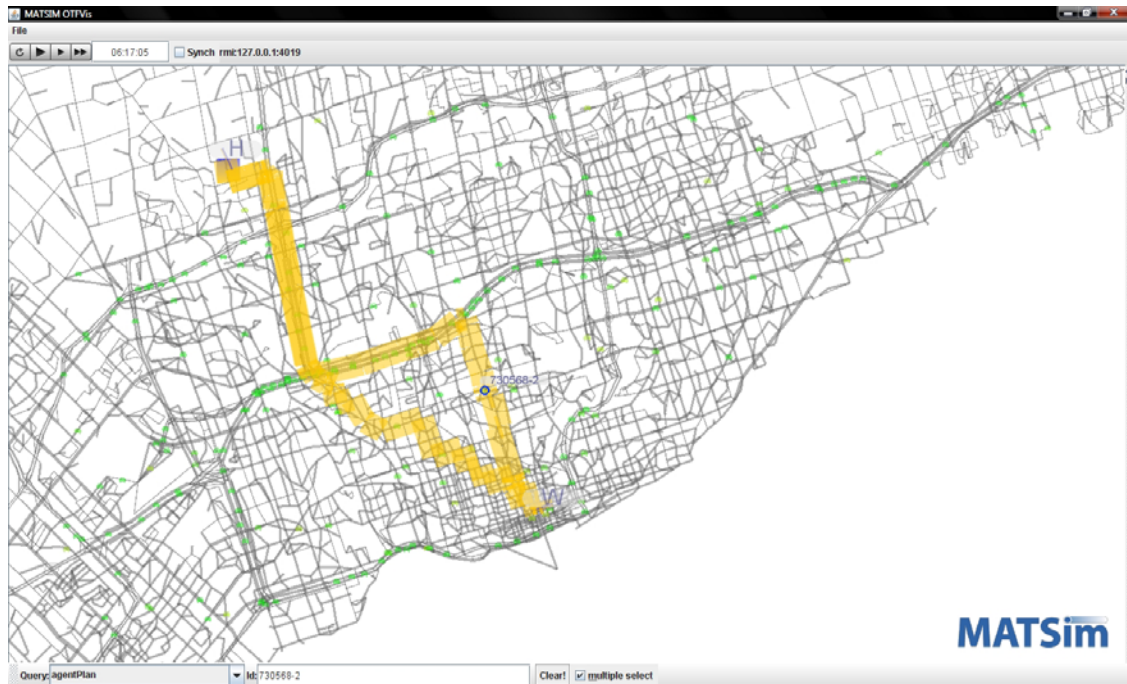 MATSIM OTFVis
File
06:17:05 Synch rmi:127.0.0.1:4019
H
730568-2
W
MATSim
Query: agentPlan Id: 730568-2 Clear! multiple select